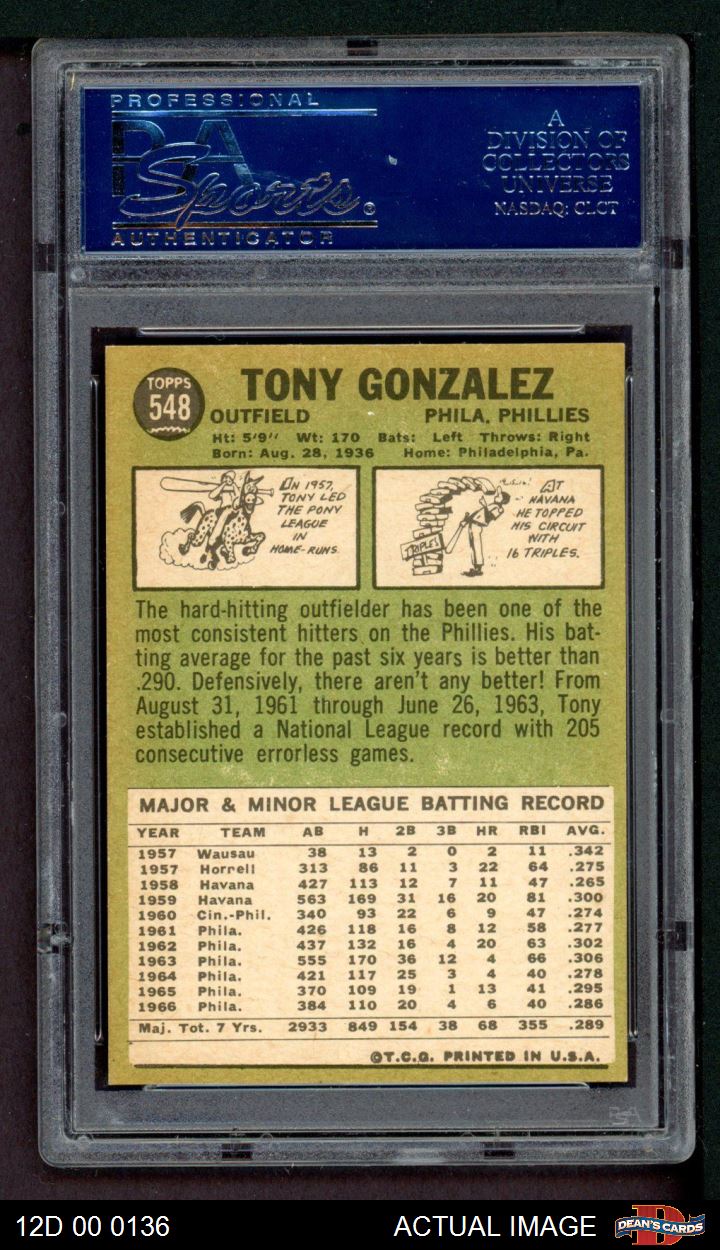 PROFESSIONAL
PSA
Sports®
AUTHENTICATOR
A
DIVISION OF
COLLECTORS
UNIVERSE
NASDAQ: CLCT
TOPPS
548
TONY GONZALEZ
OUTFIELD PHILA. PHILLIES
Ht: 5'9" Wt: 170 Bats: Left Throws: Right
Born: Aug. 28, 1936 Home: Philadelphia, Pa.
IN 1957,
TONY LED
THE PONY
LEAGUE
IN
HOME-RUNS.
TRIPLES
AT
HAVANA
HE TOPPED
HIS CIRCUIT
WITH
16 TRIPLES.
The hard-hitting outfielder has been one of the
most consistent hitters on the Phillies. His bat-
ting average for the past six years is better than
.290. Defensively, there aren't any better! From
August 31, 1961 through June 26, 1963, Tony
established a National League record with 205
consecutive errorless games.
MAJOR & MINOR LEAGUE BATTING RECORD
YEAR TEAM AB H 2B 3B HR RBI AVG.
1957 Wausau 38 13 2 0 2 11 .342
1957 Hornell 313 86 11 3 22 64 .275
1958 Havana 427 113 12 7 11 47 .265
1959 Havana 563 169 31 16 20 81 .300
1960 Cin.-Phil. 340 93 22 6 9 47 .274
1961 Phila. 426 118 16 8 12 58 .277
1962 Phila. 437 132 16 4 20 63 .302
1963 Phila. 555 170 36 12 4 66 .306
1964 Phila. 421 117 25 3 4 40 .278
1965 Phila. 370 109 19 1 13 41 .295
1966 Phila. 384 110 20 4 6 40 .286
Maj. Tot. 7 Yrs. 2933 849 154 38 68 355 .289
©T.C.G. PRINTED IN U.S.A.
PSA
12D 00 0136 ACTUAL IMAGE DEAN'S CARDS